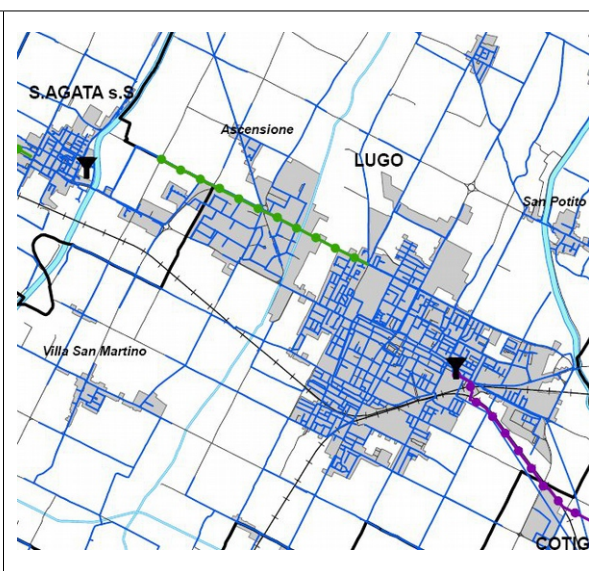 S.AGATA s.S
Ascensione
LUGO
San Potito
Villa San Martino
COTIG